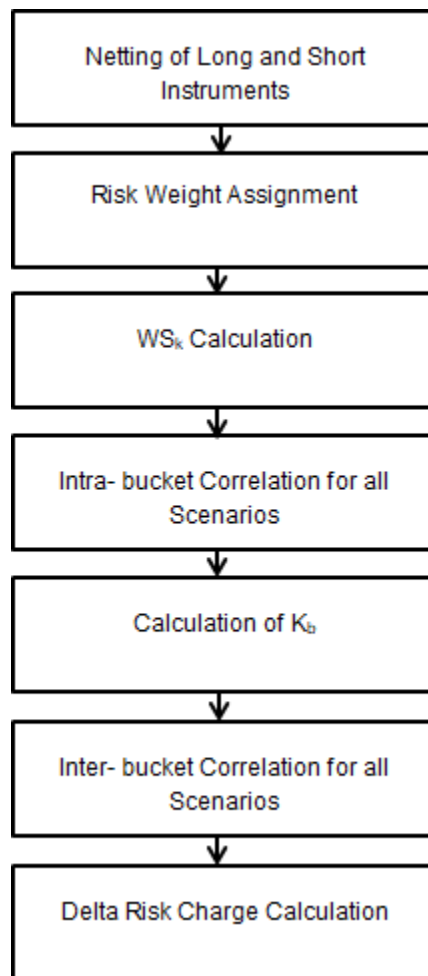 Netting of Long and Short
Instruments
Risk Weight Assignment
WSₖ Calculation
Intra- bucket Correlation for all
Scenarios
Calculation of K_b
Inter- bucket Correlation for all
Scenarios
Delta Risk Charge Calculation